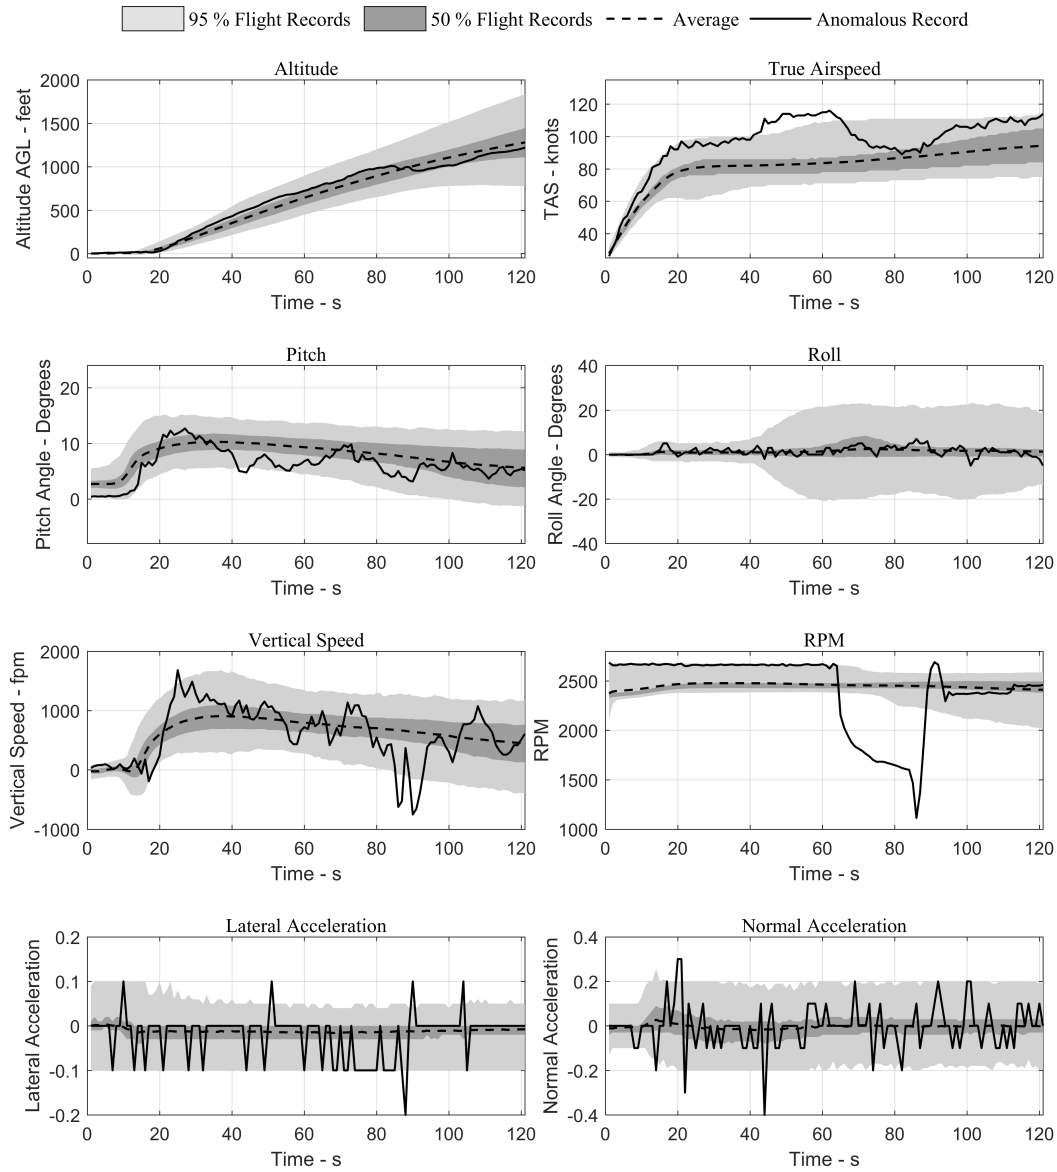 95 % Flight Records 50 % Flight Records Average Anomalous Record
Altitude
Altitude AGL - feet
2000
1500
1000
500
0
0 20 40 60 80 100 120
Time - s
True Airspeed
TAS - knots
120
100
80
60
40
0 20 40 60 80 100 120
Time - s
Pitch
Pitch Angle - Degrees
20
10
0
0 20 40 60 80 100 120
Time - s
Roll
Roll Angle - Degrees
40
20
0
-20
-40
0 20 40 60 80 100 120
Time - s
Vertical Speed
Vertical Speed - fpm
2000
1000
0
-1000
0 20 40 60 80 100 120
Time - s
RPM
RPM
2500
2000
1500
1000
0 20 40 60 80 100 120
Time - s
Lateral Acceleration
Lateral Acceleration
0.2
0.1
0
-0.1
-0.2
0 20 40 60 80 100 120
Time - s
Normal Acceleration
Normal Acceleration
0.4
0.2
0
-0.2
-0.4
0 20 40 60 80 100 120
Time - s